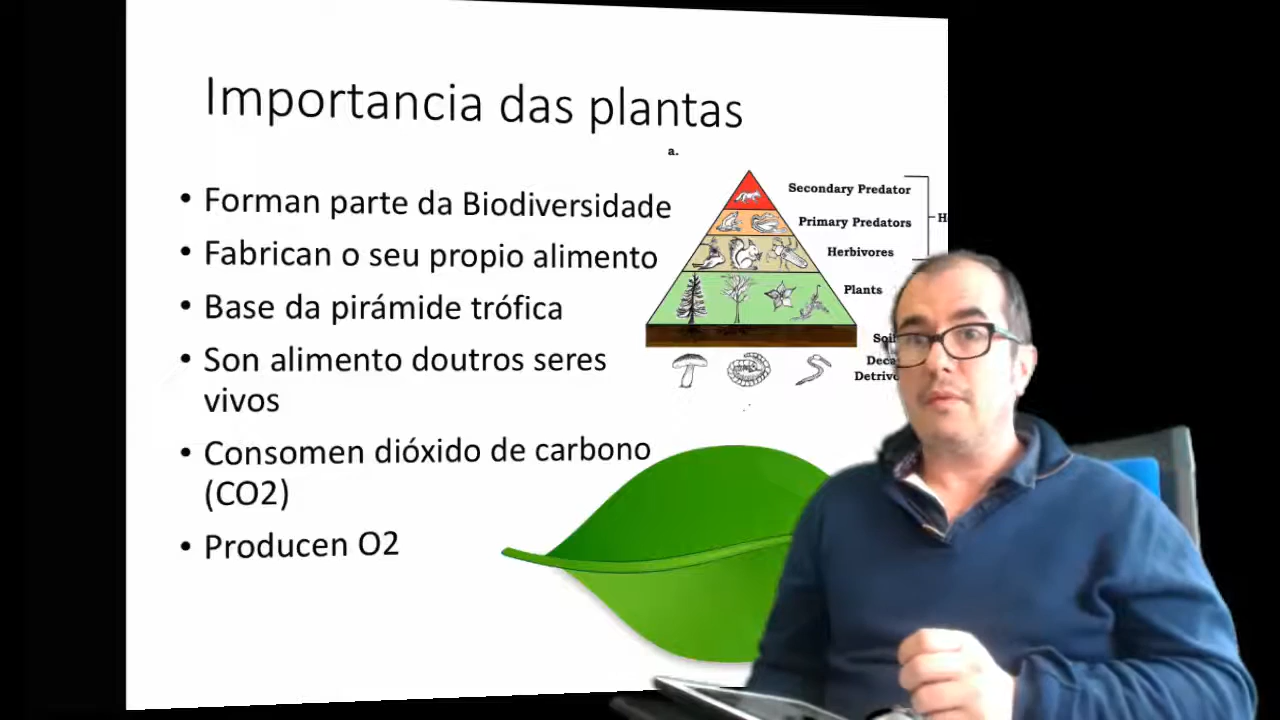 Importancia das plantas
a.
• Forman parte da Biodiversidade
• Fabrican o seu propio alimento
• Base da pirámide trófica
• Son alimento doutros seres
vivos
• Consomen dióxido de carbono
(CO2)
• Producen O2
Secondary Predator
Primary Predators
Herbivores
Plants